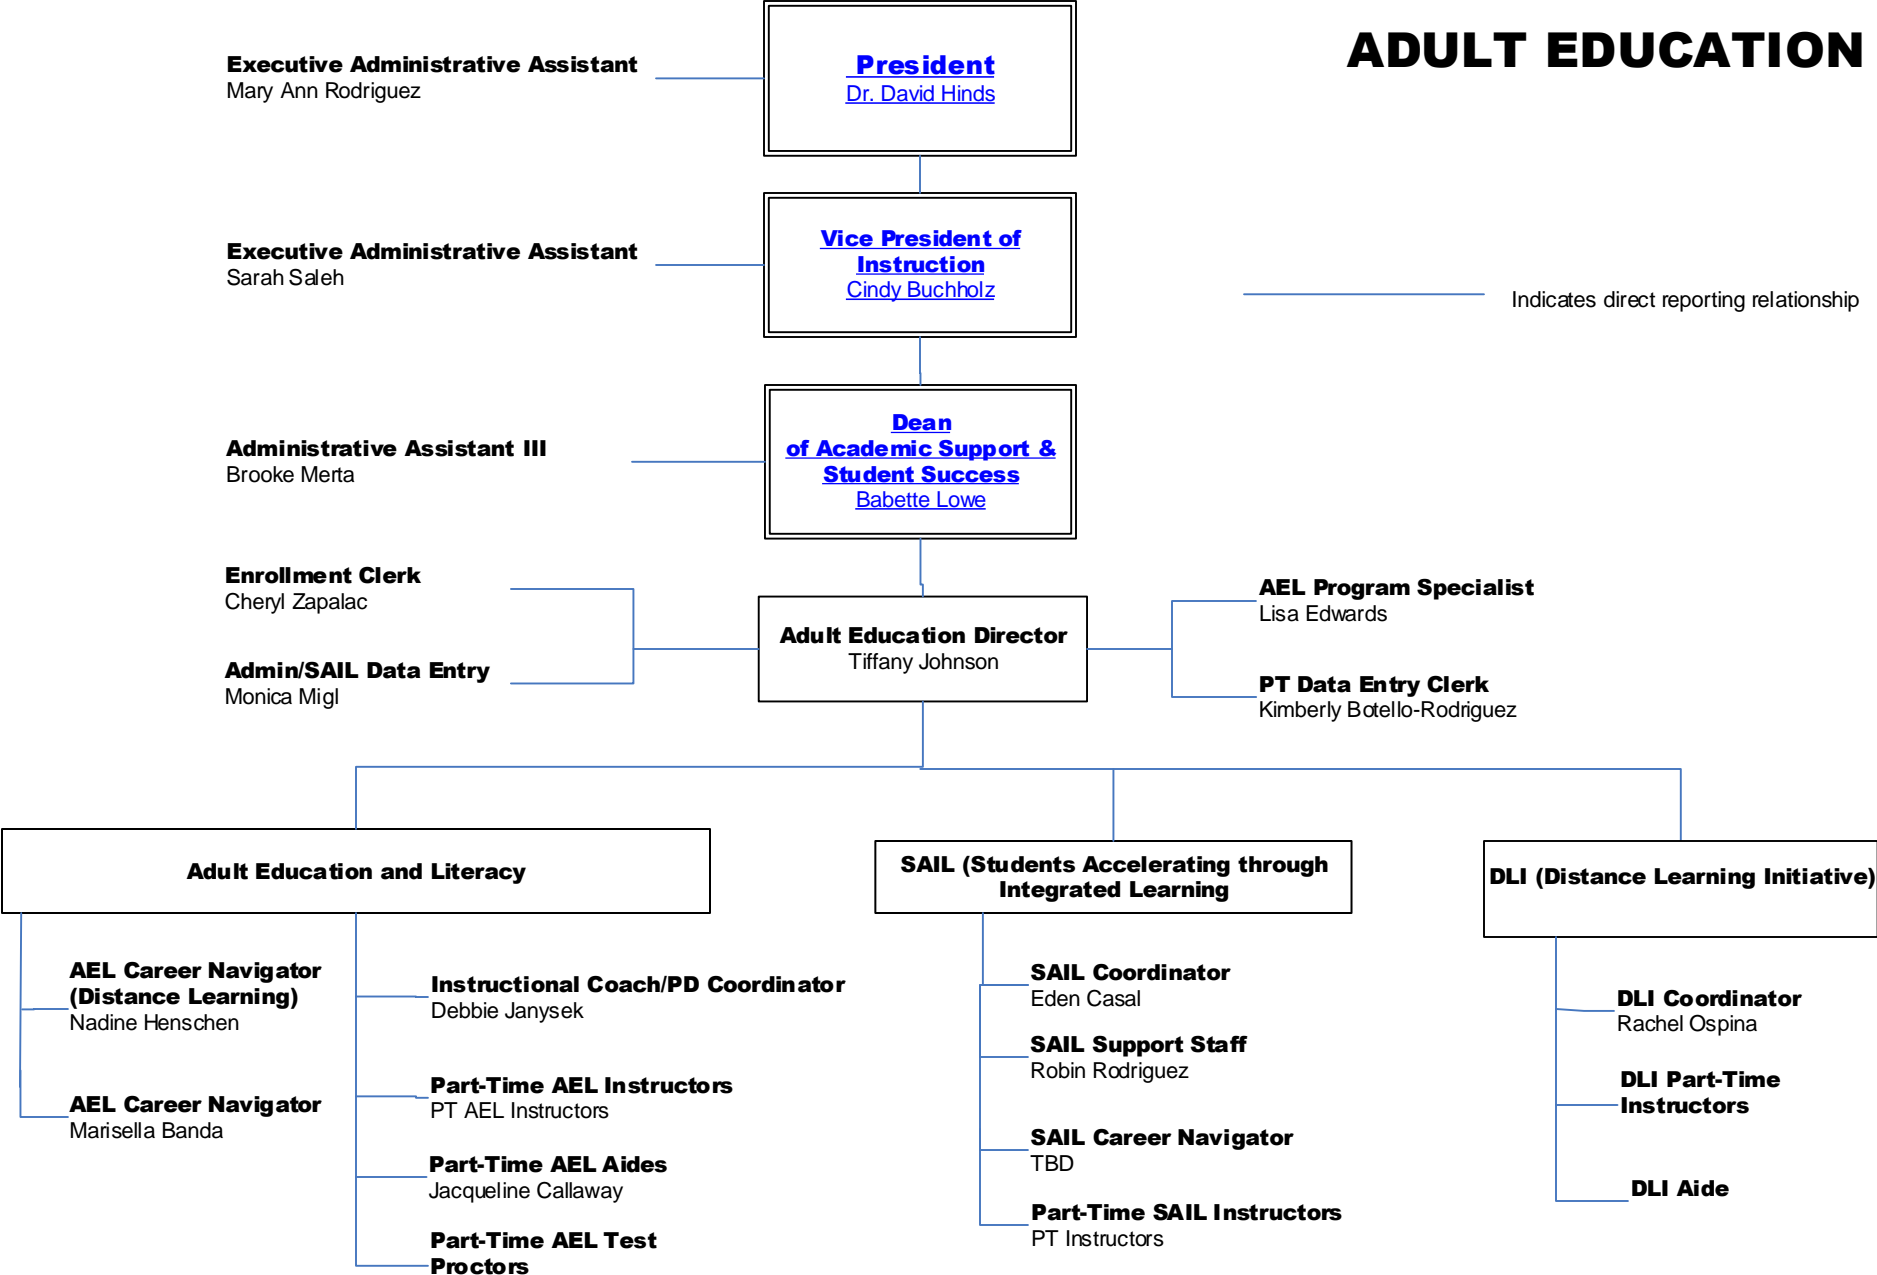 ADULT EDUCATION
Executive Administrative Assistant
Mary Ann Rodriguez
President
Dr. David Hinds
Executive Administrative Assistant
Sarah Saleh
Vice President of
Instruction
Cindy Buchholz
Indicates direct reporting relationship
Administrative Assistant III
Brooke Merta
Dean
of Academic Support &
Student Success
Babette Lowe
Enrollment Clerk
Cheryl Zapalac
Admin/SAIL Data Entry
Monica Migl
Adult Education Director
Tiffany Johnson
AEL Program Specialist
Lisa Edwards
PT Data Entry Clerk
Kimberly Botello-Rodriguez
Adult Education and Literacy
AEL Career Navigator
(Distance Learning)
Nadine Henschen
AEL Career Navigator
Marisella Banda
Instructional Coach/PD Coordinator
Debbie Janysek
Part-Time AEL Instructors
PT AEL Instructors
Part-Time AEL Aides
Jacqueline Callaway
Part-Time AEL Test
Proctors
SAIL (Students Accelerating through
Integrated Learning
SAIL Coordinator
Eden Casal
SAIL Support Staff
Robin Rodriguez
SAIL Career Navigator
TBD
Part-Time SAIL Instructors
PT Instructors
DLI (Distance Learning Initiative)
DLI Coordinator
Rachel Ospina
DLI Part-Time
Instructors
DLI Aide